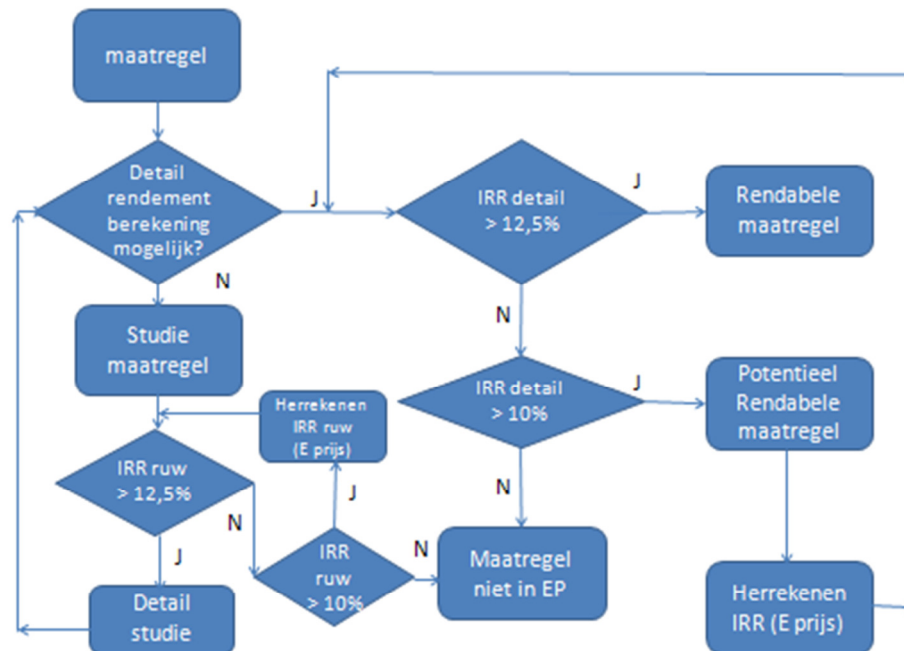 maatregel
Detail
rendement
berekening
mogelijk?
J
IRR detail
> 12,5%
J
Rendabele
maatregel
N
Studie
maatregel
N
IRR detail
> 10%
J
Potentieel
Rendabele
maatregel
Herrekenen
IRR ruw
(E prijs)
IRR ruw
> 12,5%
N
J
N
J
IRR
ruw
> 10%
N
Maatregel
niet in EP
Detail
studie
Herrekenen
IRR (E prijs)